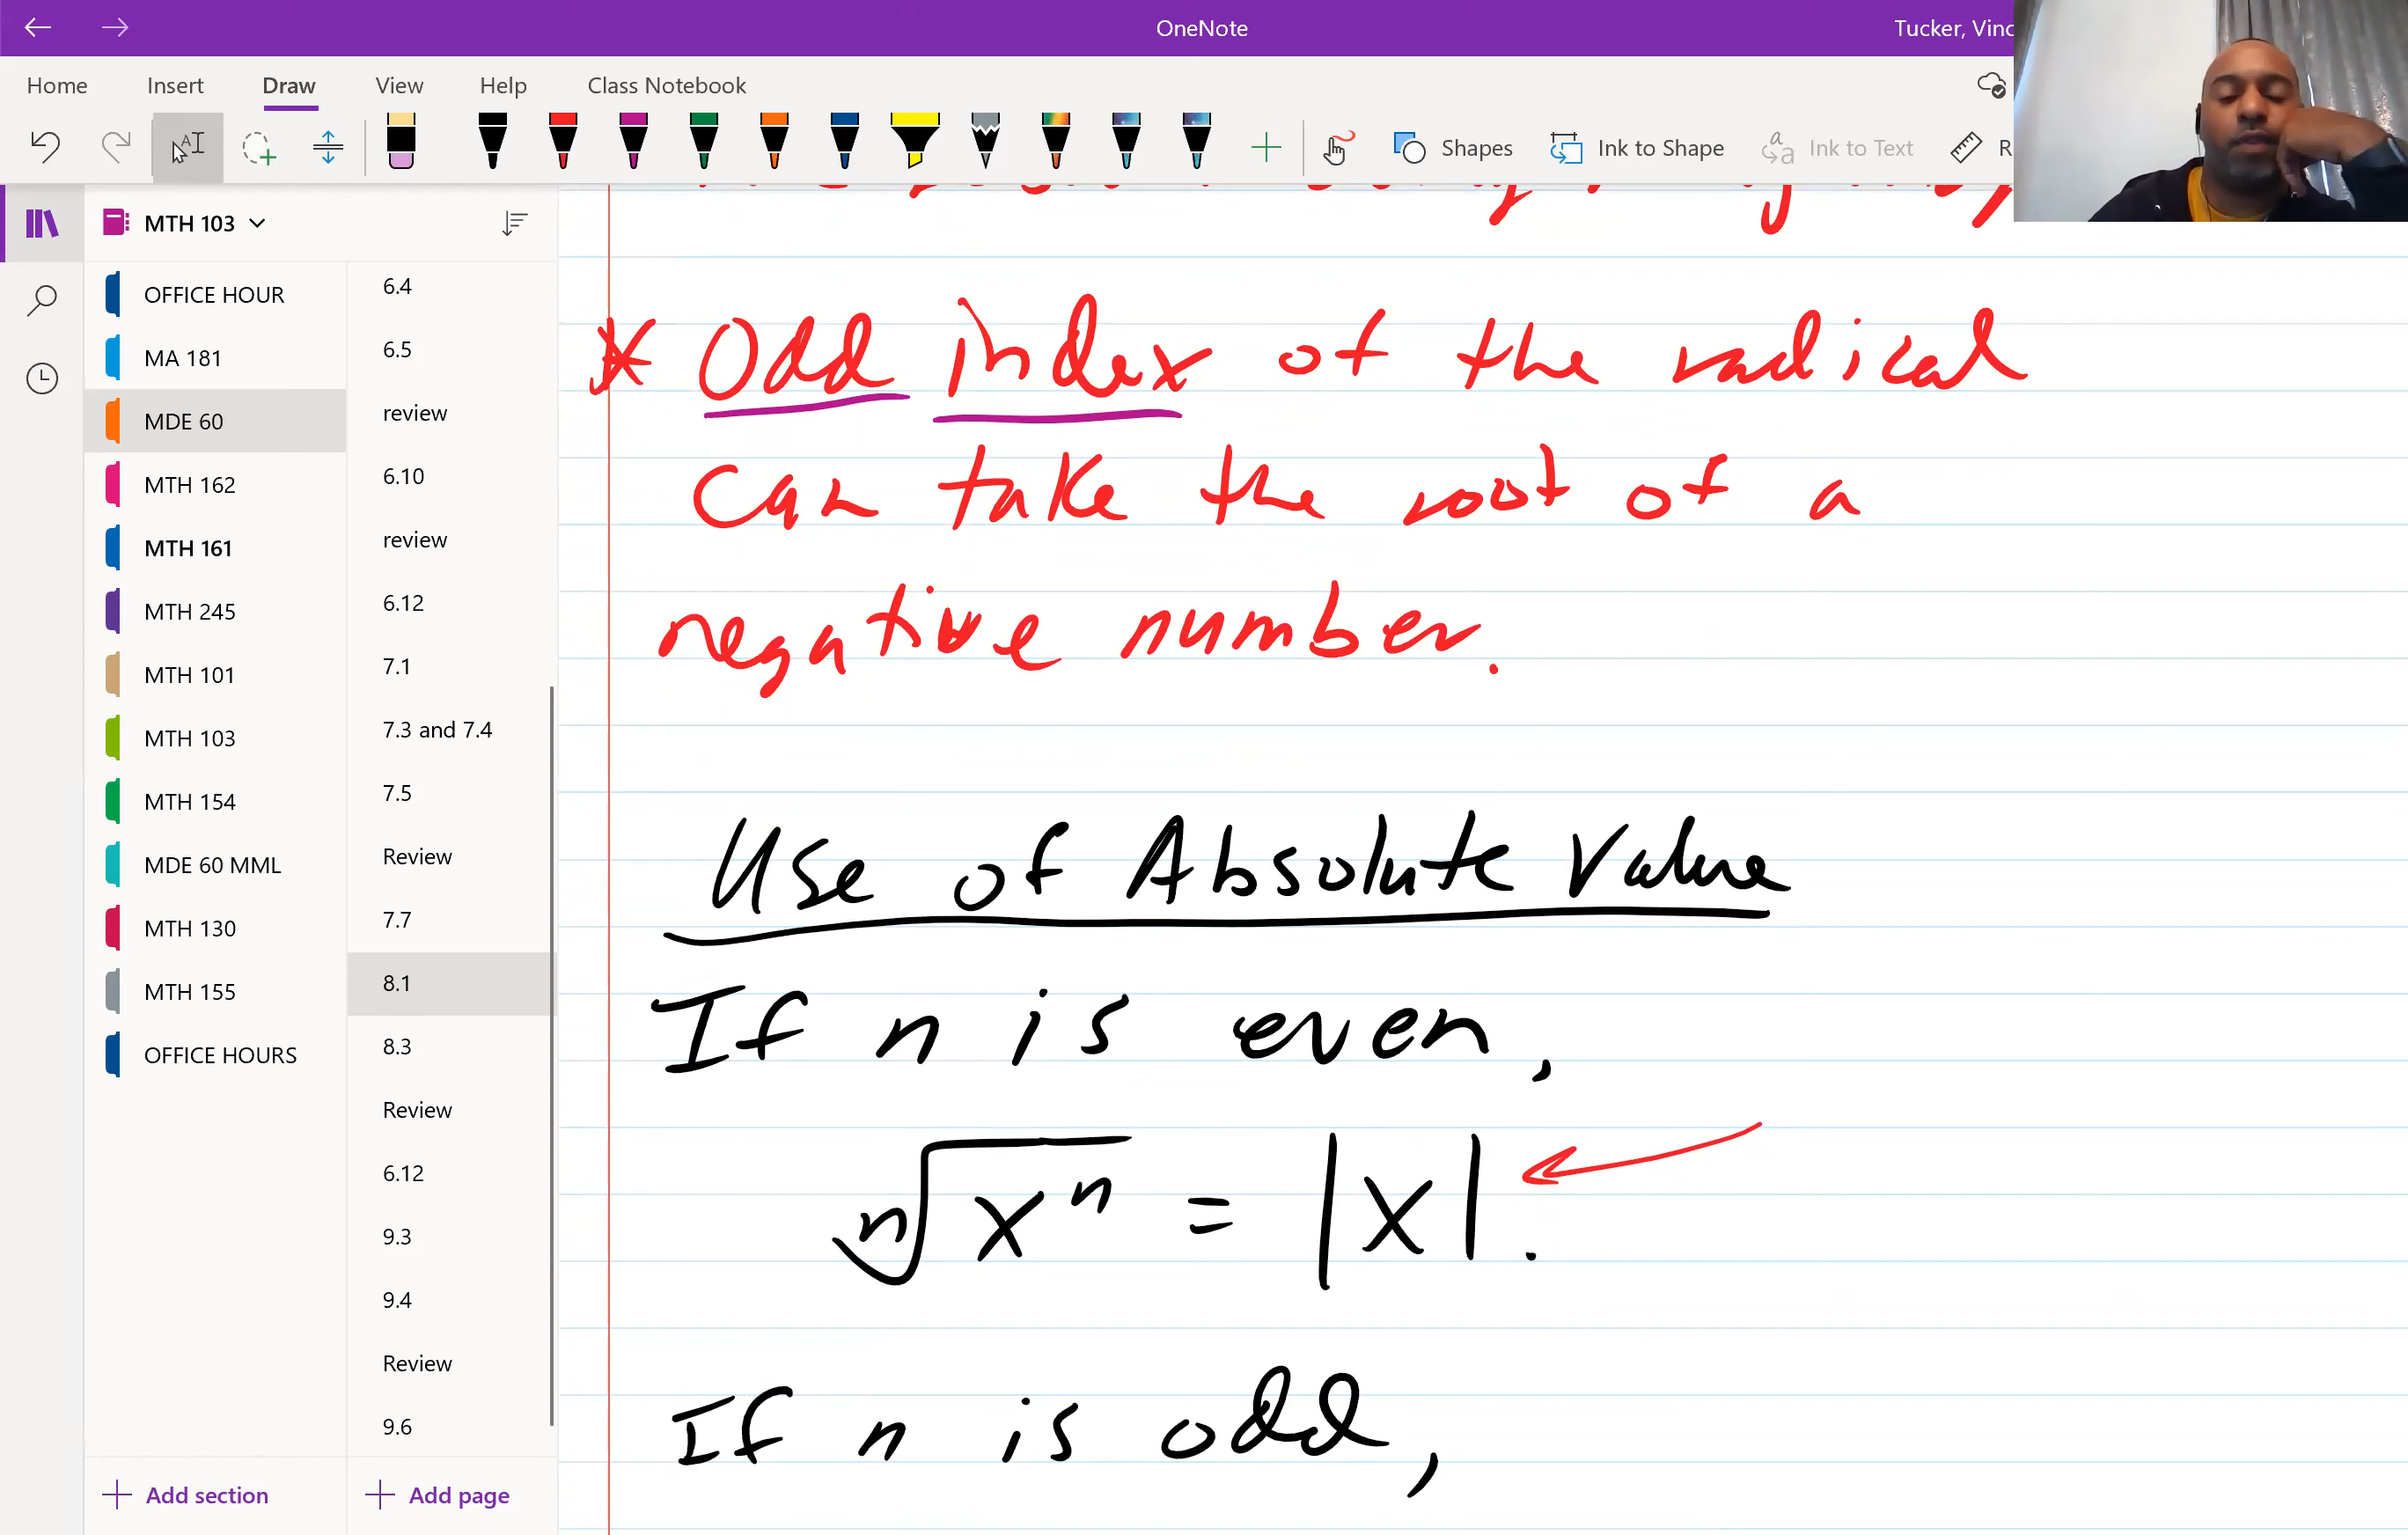 OneNote
Tucker, Vinc
Home Insert Draw View Help Class Notebook
Shapes Ink to Shape Ink to Text R
MTH 103
OFFICE HOUR
MA 181
MDE 60
MTH 162
MTH 161
MTH 245
MTH 101
MTH 103
MTH 154
MDE 60 MML
MTH 130
MTH 155
OFFICE HOURS
Add section
6.4
6.5
review
6.10
review
6.12
7.1
7.3 and 7.4
7.5
Review
7.7
8.1
8.3
Review
6.12
9.3
9.4
Review
9.6
Add page
* Odd index of the radical
can take the root of a
negative number.
Use of Absolute Value
If n is even,
ⁿ√xⁿ = |x|.
If n is odd,